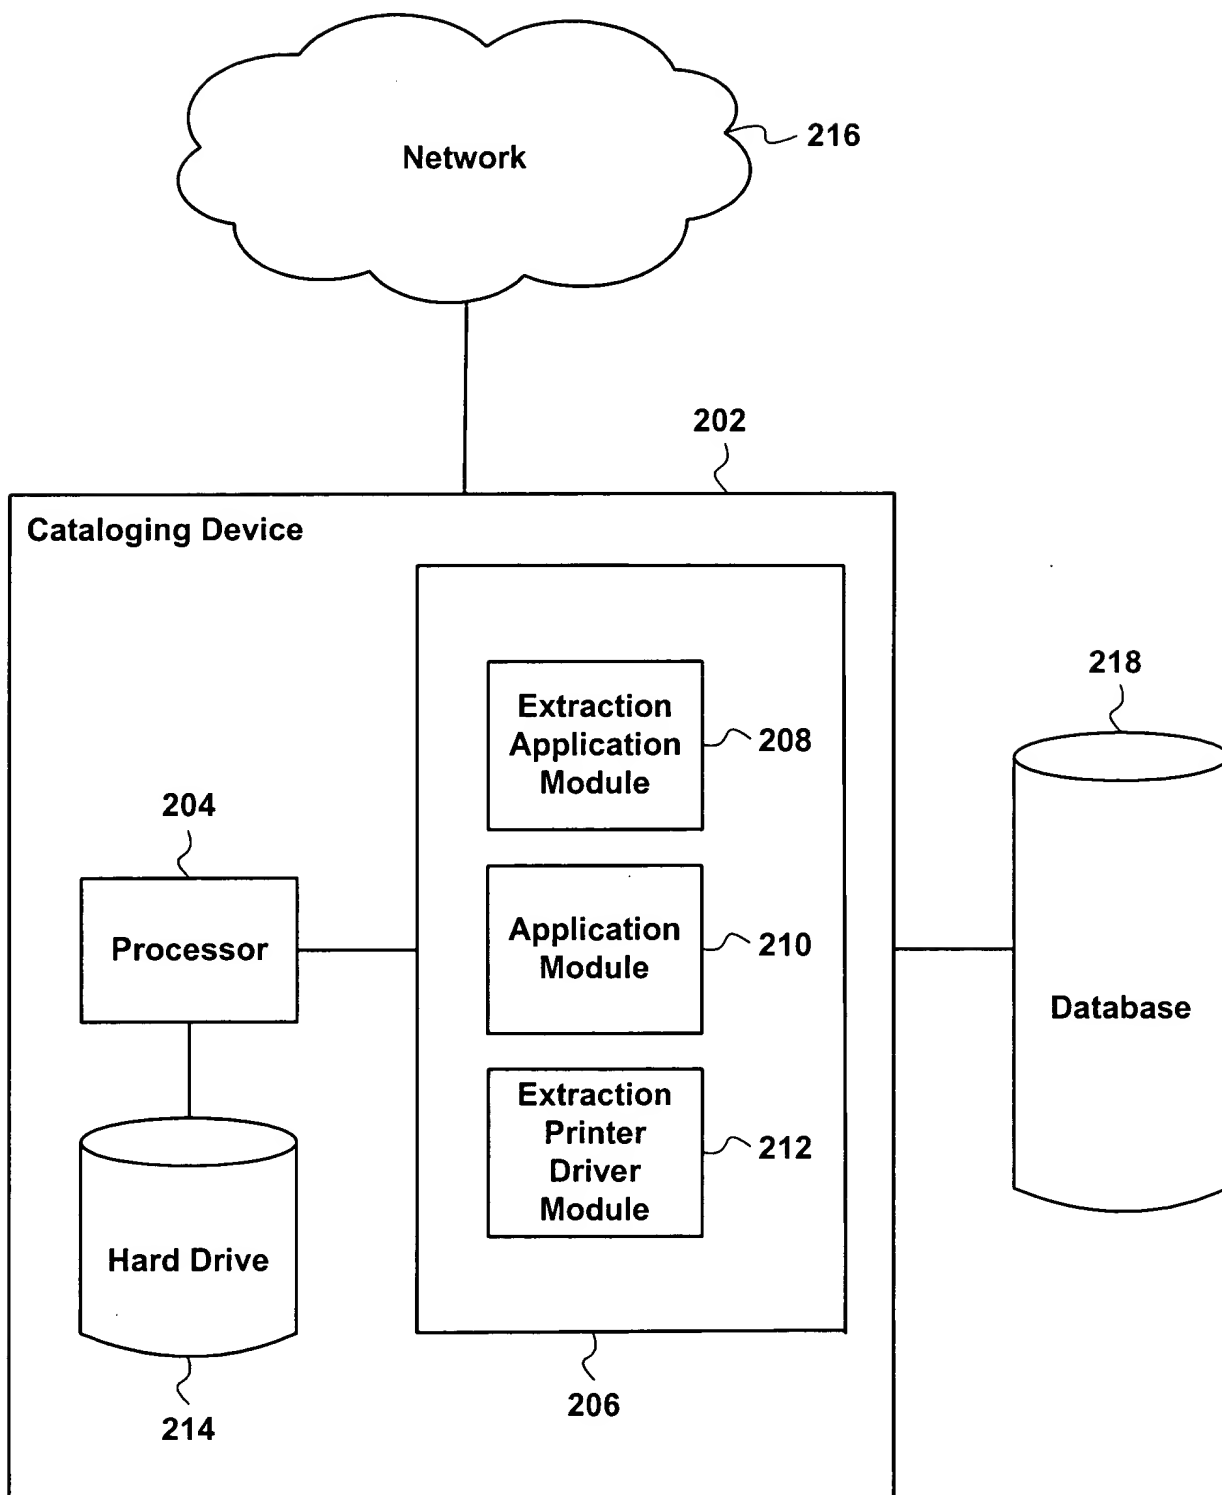 Network
216
202
Cataloging Device
Extraction
Application
Module
208
218
204
Processor
Application
Module
210
Database
Extraction
Printer
Driver
Module
212
Hard Drive
214
206